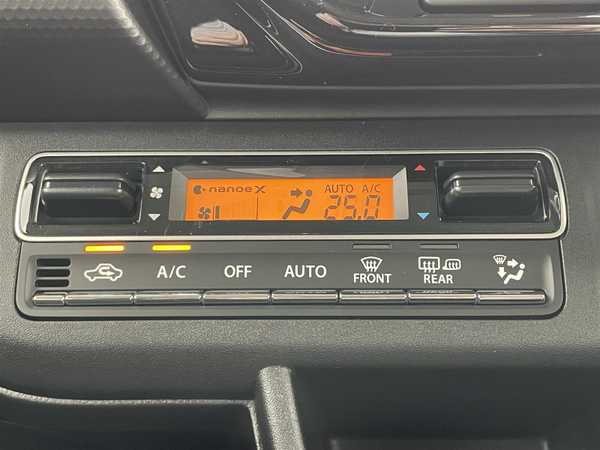 nanoeX
AUTO A/C
25.0
A/C
OFF
AUTO
FRONT
REAR